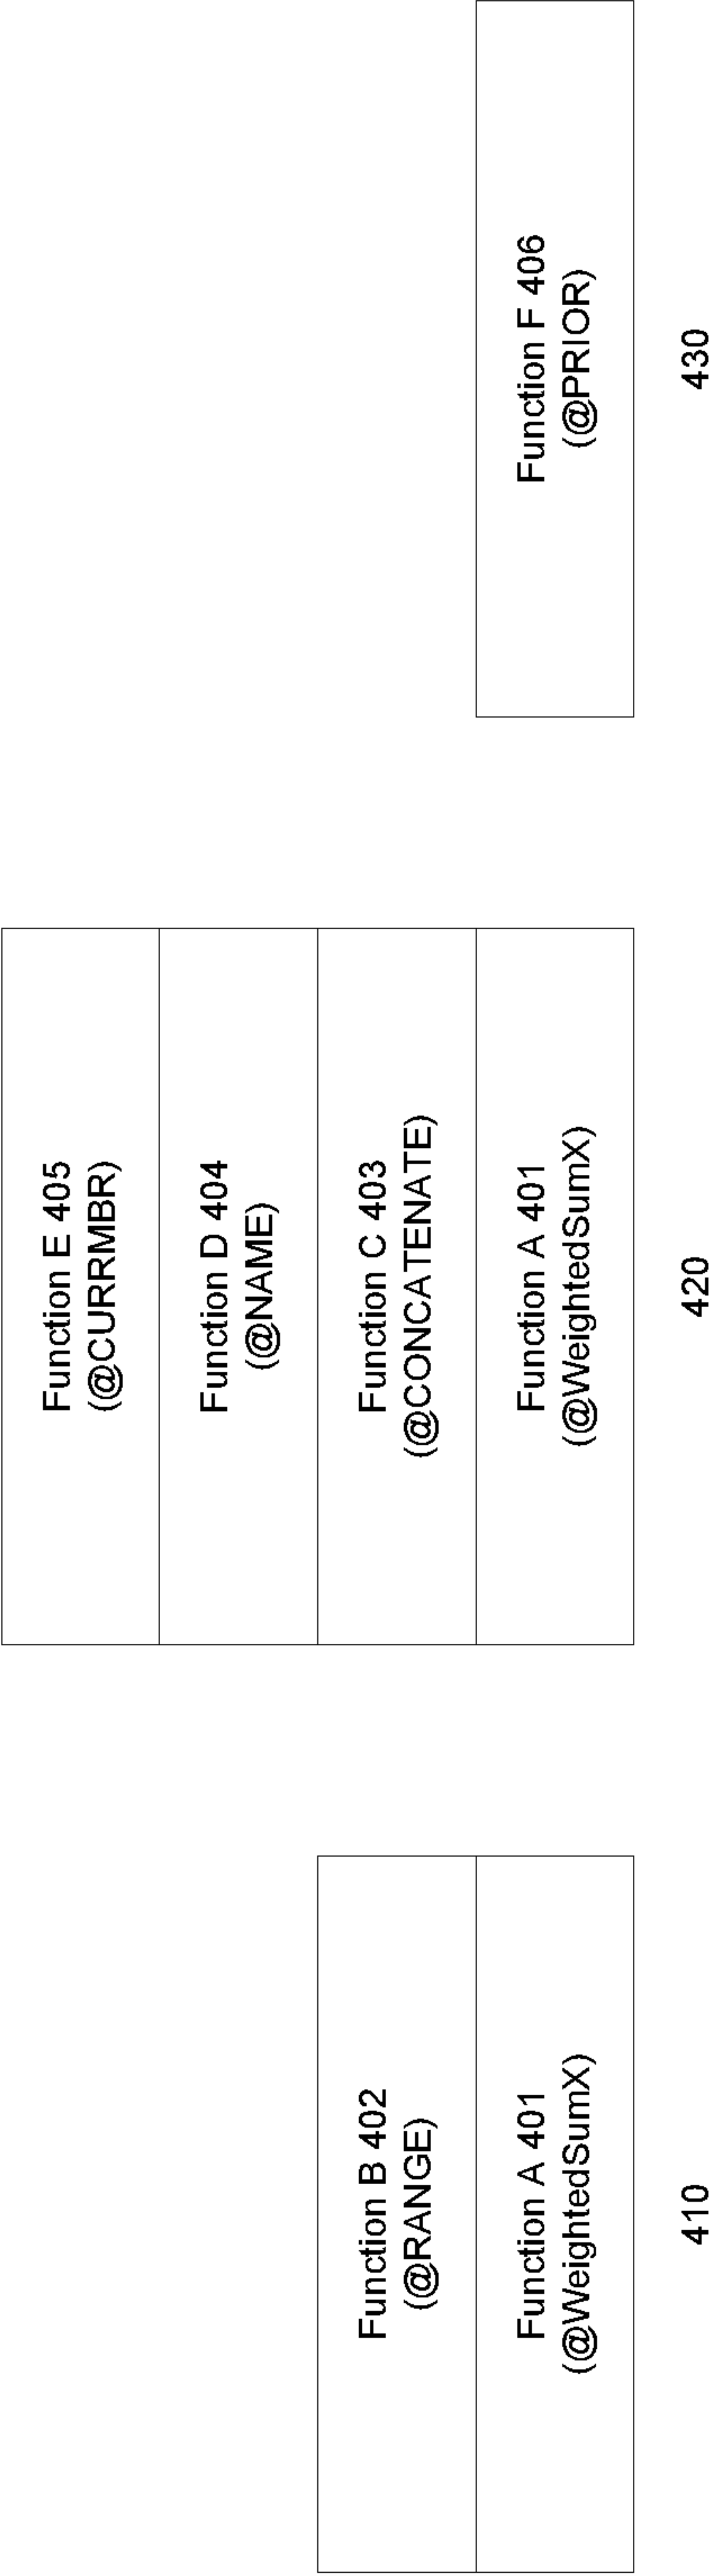 Function B 402
(@RANGE)
Function A 401
(@WeightedSumX)
410
Function E 405
(@CURRMBR)
Function D 404
(@NAME)
Function C 403
(@CONCATENATE)
Function A 401
(@WeightedSumX)
420
Function F 406
(@PRIOR)
430